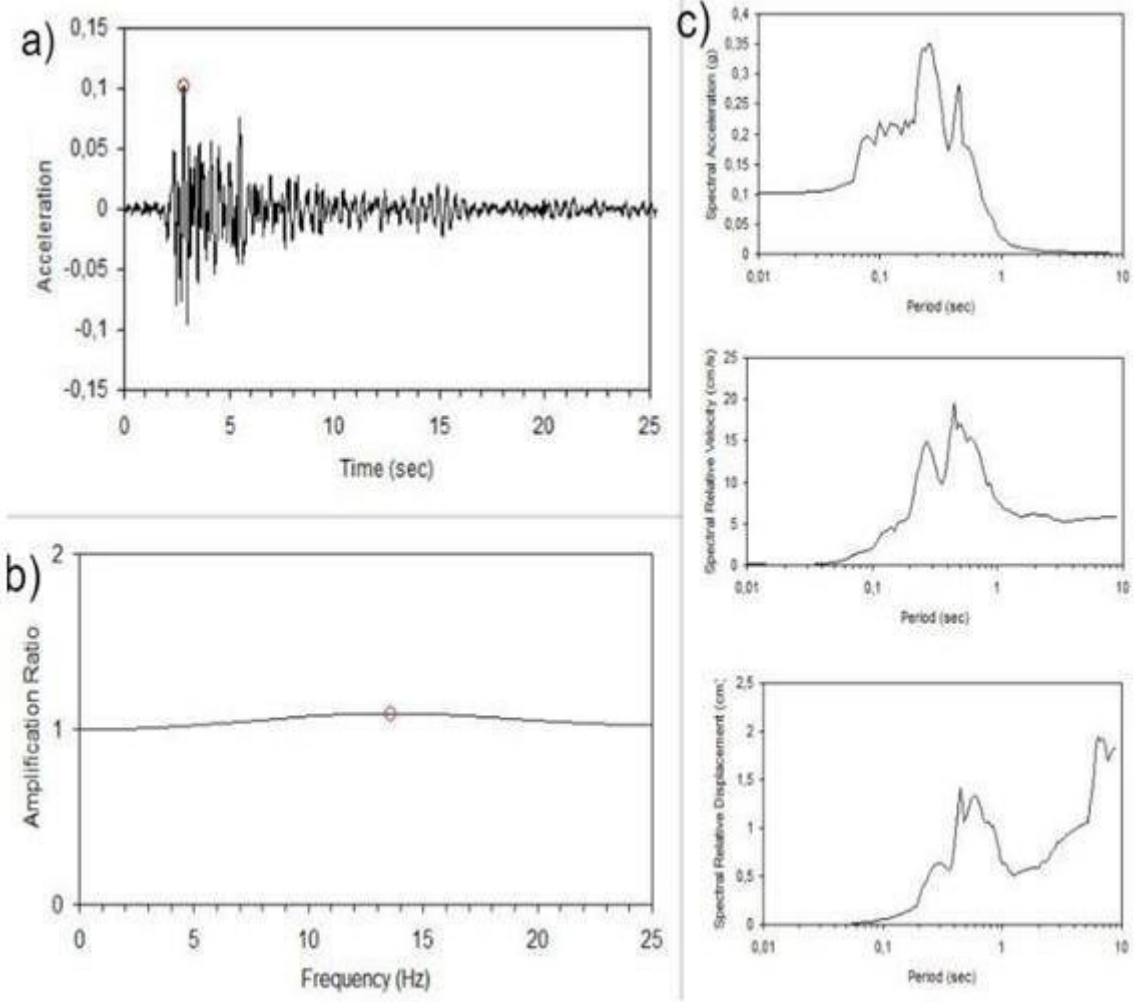 a)
0,15
0,1
0,05
0
-0,05
-0,1
-0,15
Acceleration
0 5 10 15 20 25
Time (sec)
b)
2
1
0
Amplification Ratio
0 5 10 15 20 25
Frequency (Hz)
c)
0,4
0,35
0,3
0,25
0,2
0,15
0,1
0,05
0
Spectral Acceleration (g)
0,01 0,1 1 10
Period (sec)
25
20
15
10
5
0
Spectral Relative Velocity (cm/s)
0,01 0,1 1 10
Period (sec)
2,5
2
1,5
1
0,5
0
Spectral Relative Displacement (cm)
0,01 0,1 1 10
Period (sec)